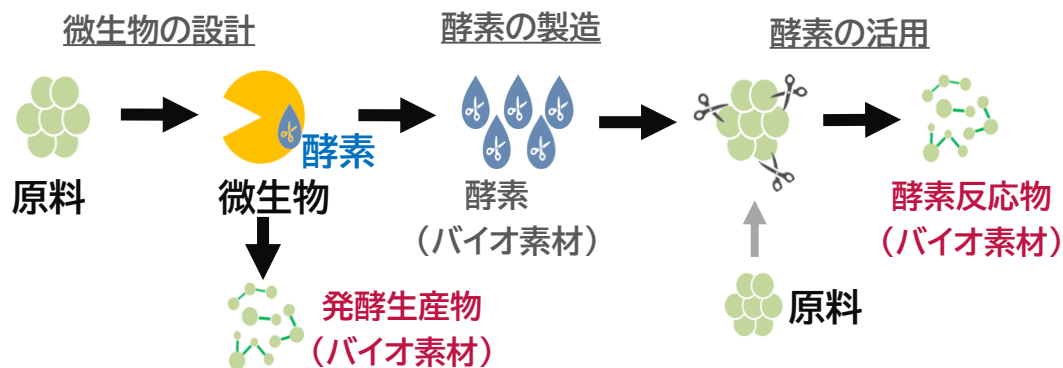 微生物の設計
酵素の製造
酵素の活用
酵素
原料
微生物
酵素
（バイオ素材）
酵素反応物
（バイオ素材）
発酵生産物
（バイオ素材）
原料